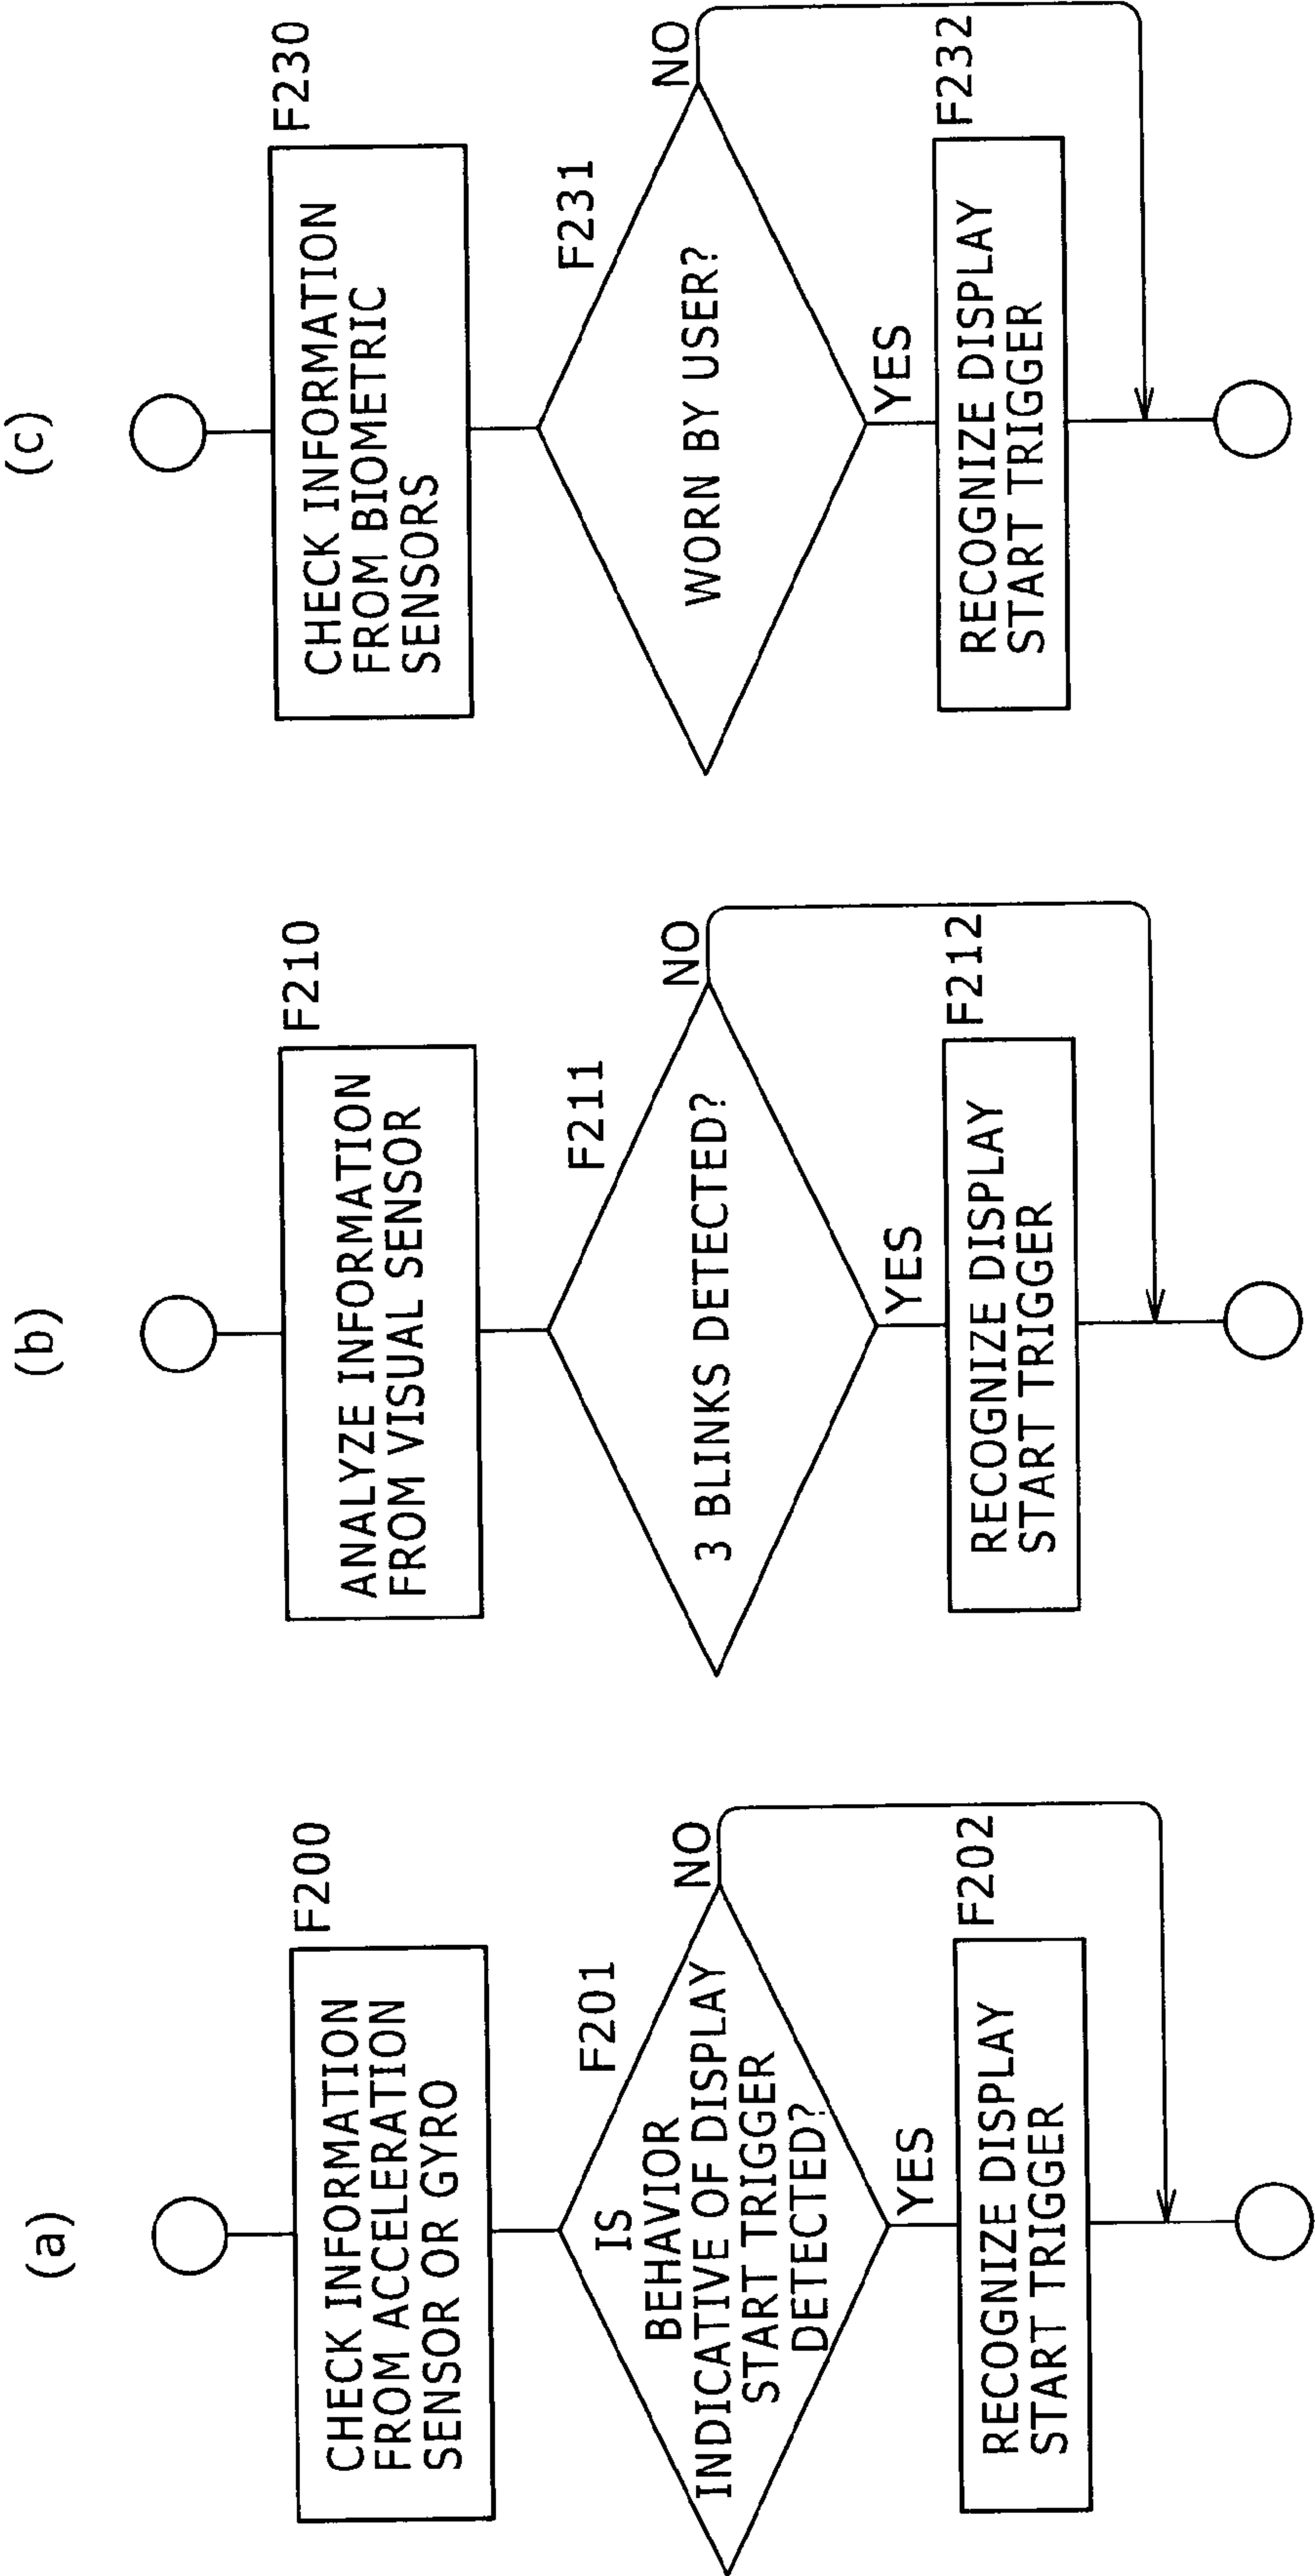 (a)
F200
CHECK INFORMATION
FROM ACCELERATION
SENSOR OR GYRO
F201
IS
BEHAVIOR
INDICATIVE OF DISPLAY
START TRIGGER
DETECTED?
NO
YES
F202
RECOGNIZE DISPLAY
START TRIGGER
(b)
F210
ANALYZE INFORMATION
FROM VISUAL SENSOR
F211
3 BLINKS DETECTED?
NO
YES
F212
RECOGNIZE DISPLAY
START TRIGGER
(c)
F230
CHECK INFORMATION
FROM BIOMETRIC
SENSORS
F231
WORN BY USER?
NO
YES
F232
RECOGNIZE DISPLAY
START TRIGGER